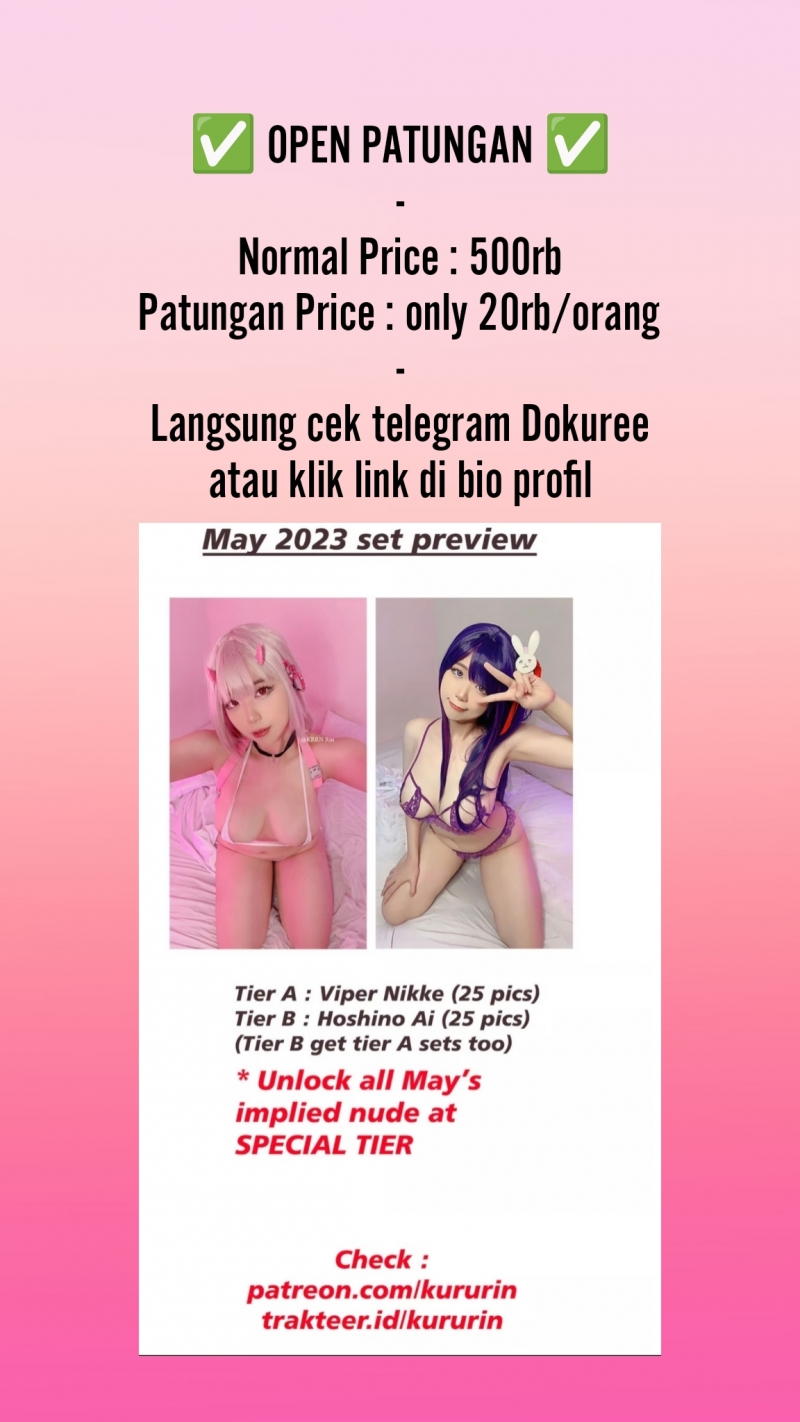 ✅ OPEN PATUNGAN ✅
-
Normal Price : 500rb
Patungan Price : only 20rb/orang
-
Langsung cek telegram Dokuree
atau klik link di bio profil
May 2023 set preview
Tier A : Viper Nikke (25 pics)
Tier B : Hoshino Ai (25 pics)
(Tier B get tier A sets too)
* Unlock all May's
implied nude at
SPECIAL TIER
Check :
patreon.com/kururin
trakteer.id/kururin